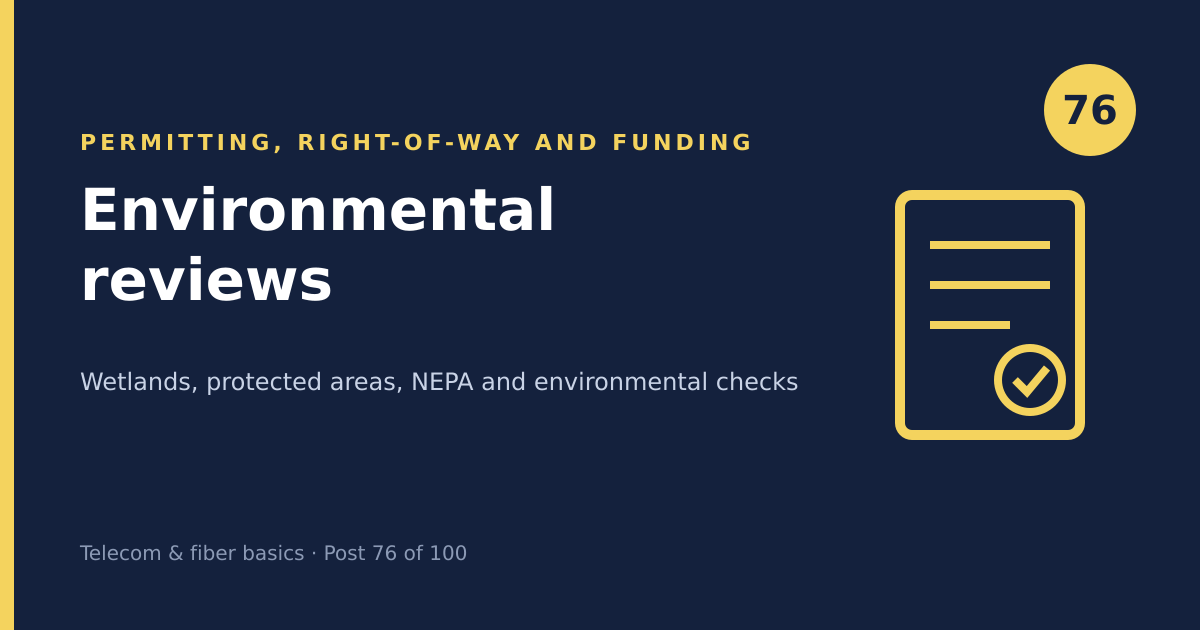 76
PERMITTING, RIGHT-OF-WAY AND FUNDING
Environmental
reviews
Wetlands, protected areas, NEPA and environmental checks
Telecom & fiber basics · Post 76 of 100